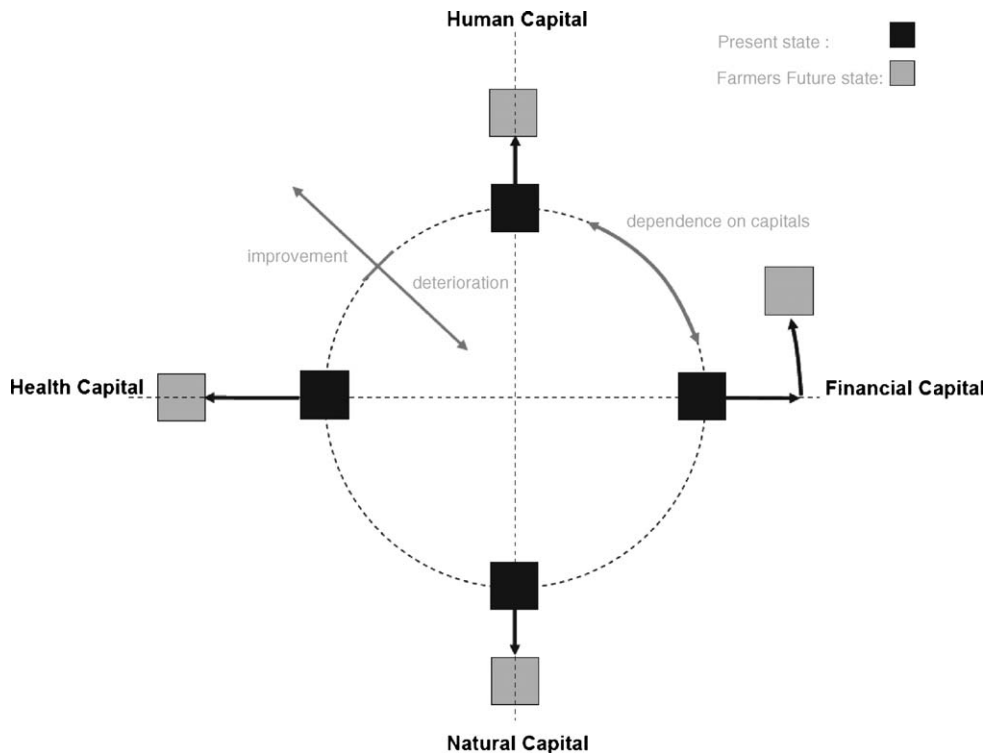 Human Capital
Present state :
Farmers Future state:
dependence on capitals
improvement
deterioration
Health Capital
Financial Capital
Natural Capital